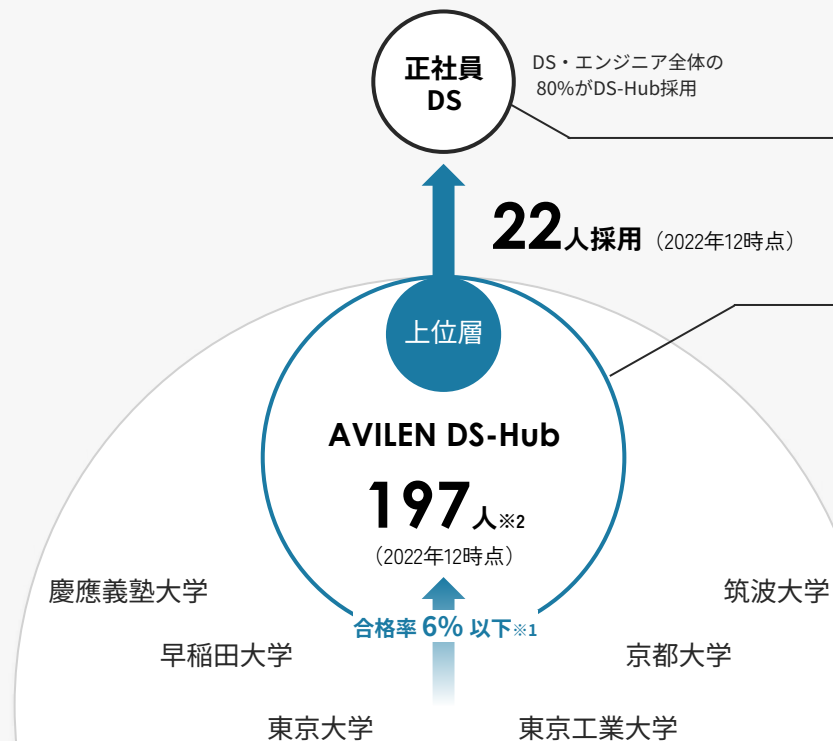 正社員
DS
DS・エンジニア全体の
80%がDS-Hub採用
22人採用（2022年12時点）
上位層
AVILEN DS-Hub
197人※2
（2022年12時点）
慶應義塾大学
筑波大学
合格率 6% 以下※1
早稲田大学
京都大学
東京大学
東京工業大学